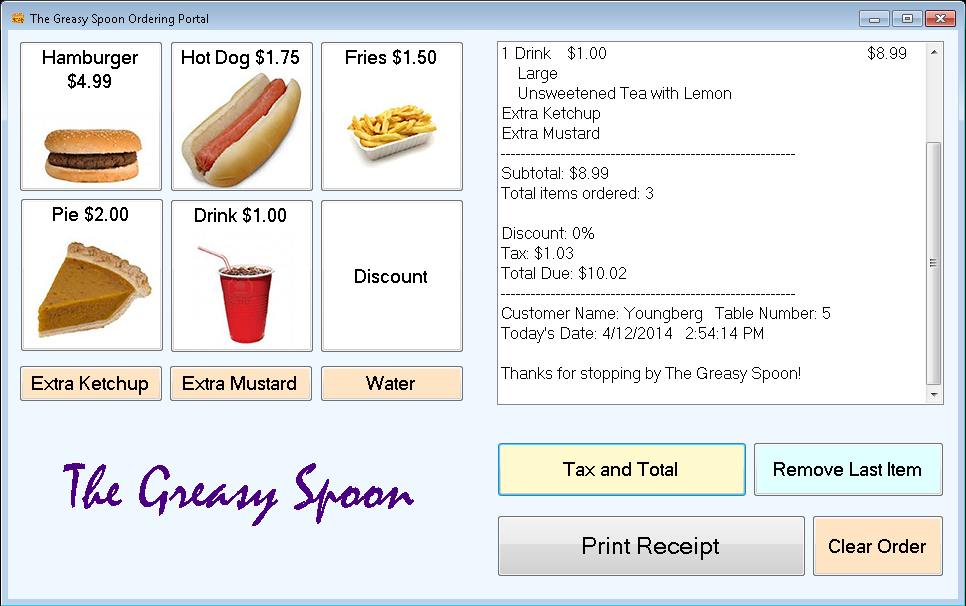 The Greasy Spoon Ordering Portal
Hamburger
$4.99
Hot Dog $1.75
Fries $1.50
Pie $2.00
Drink $1.00
Discount
Extra Ketchup
Extra Mustard
Water
The Greasy Spoon
1 Drink $1.00 $8.99
Large
Unsweetened Tea with Lemon
Extra Ketchup
Extra Mustard
------------------------------------------------------------
Subtotal: $8.99
Total items ordered: 3
Discount: 0%
Tax: $1.03
Total Due: $10.02
------------------------------------------------------------
Customer Name: Youngberg Table Number: 5
Today's Date: 4/12/2014 2:54:14 PM
Thanks for stopping by The Greasy Spoon!
Tax and Total
Remove Last Item
Print Receipt
Clear Order